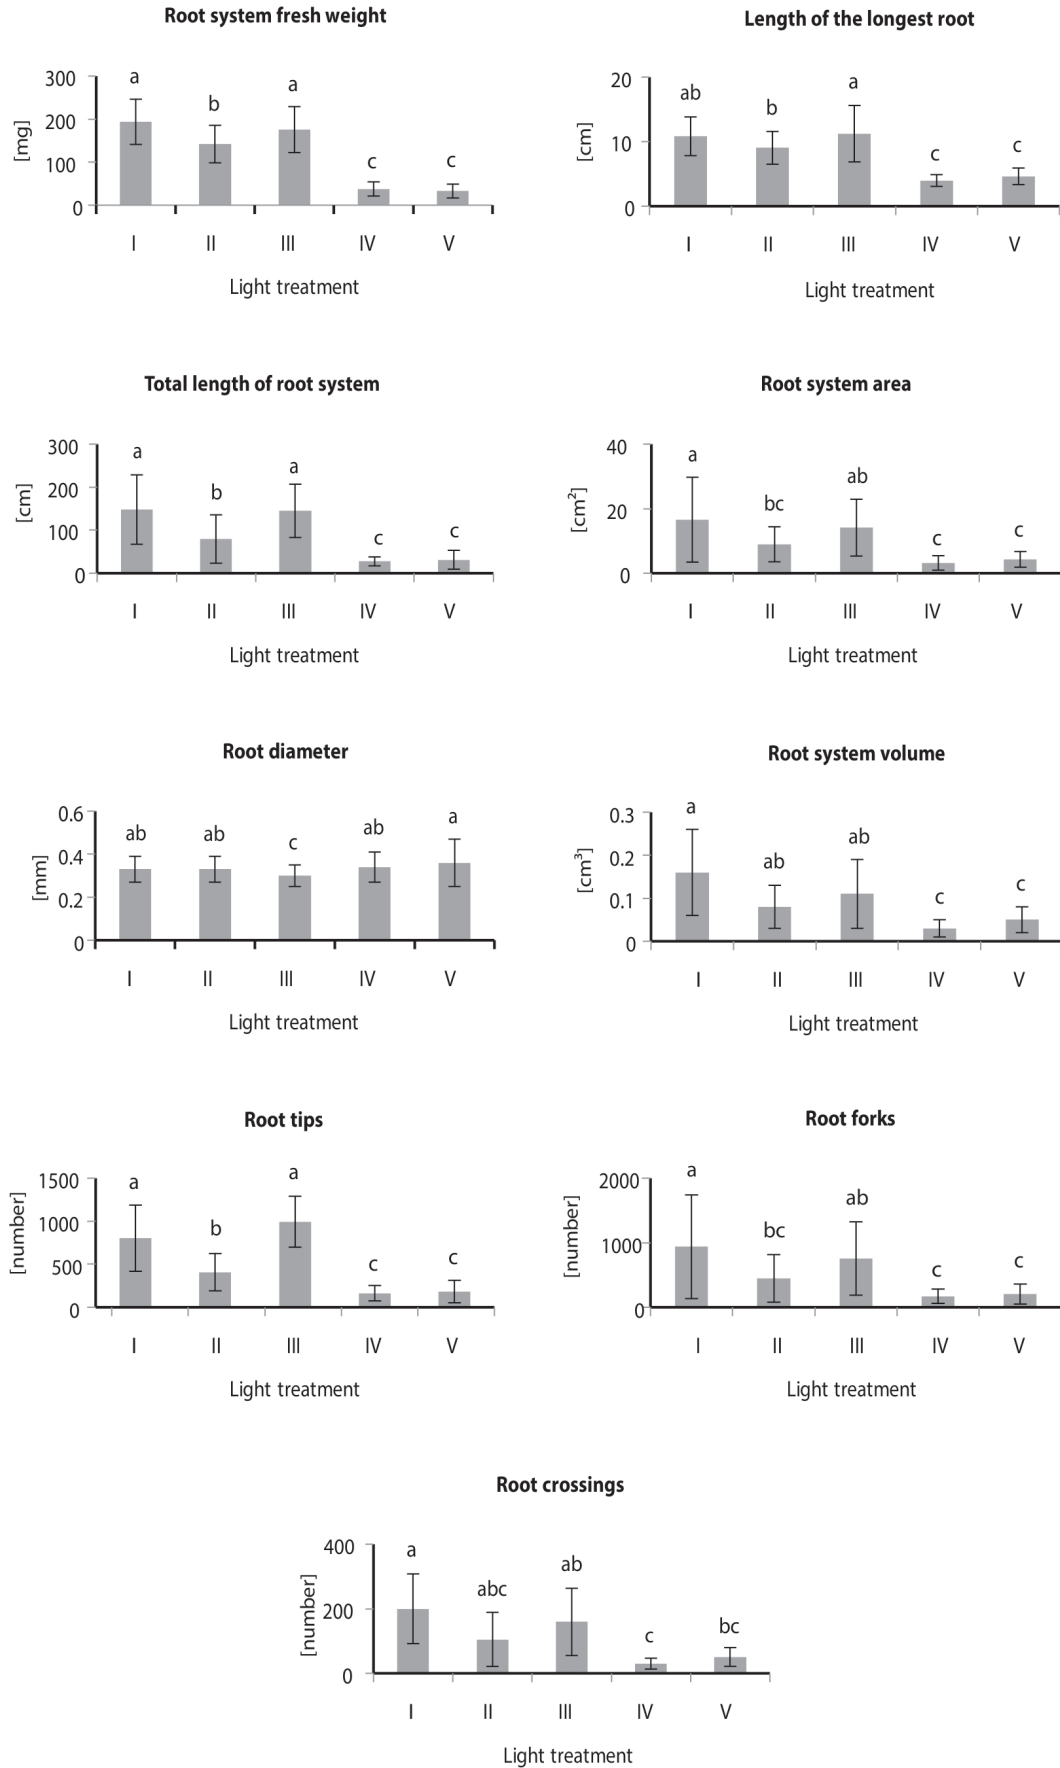 Root system fresh weight
300
200
100
0
[mg]
a
b
a
c
c
I II III IV V
Light treatment
Length of the longest root
20
10
0
[cm]
ab
b
a
c
c
I II III IV V
Light treatment
Total length of root system
300
200
100
0
[cm]
a
b
a
c
c
I II III IV V
Light treatment
Root system area
40
20
0
[cm²]
a
bc
ab
c
c
I II III IV V
Light treatment
Root diameter
0.6
0.4
0.2
0
[mm]
ab
ab
c
ab
a
I II III IV V
Light treatment
Root system volume
0.3
0.2
0.1
0
[cm³]
a
ab
ab
c
c
I II III IV V
Light treatment
Root tips
1500
1000
500
0
[number]
a
b
a
c
c
I II III IV V
Light treatment
Root forks
2000
1000
0
[number]
a
bc
ab
c
c
I II III IV V
Light treatment
Root crossings
400
200
0
[number]
a
abc
ab
c
bc
I II III IV V
Light treatment